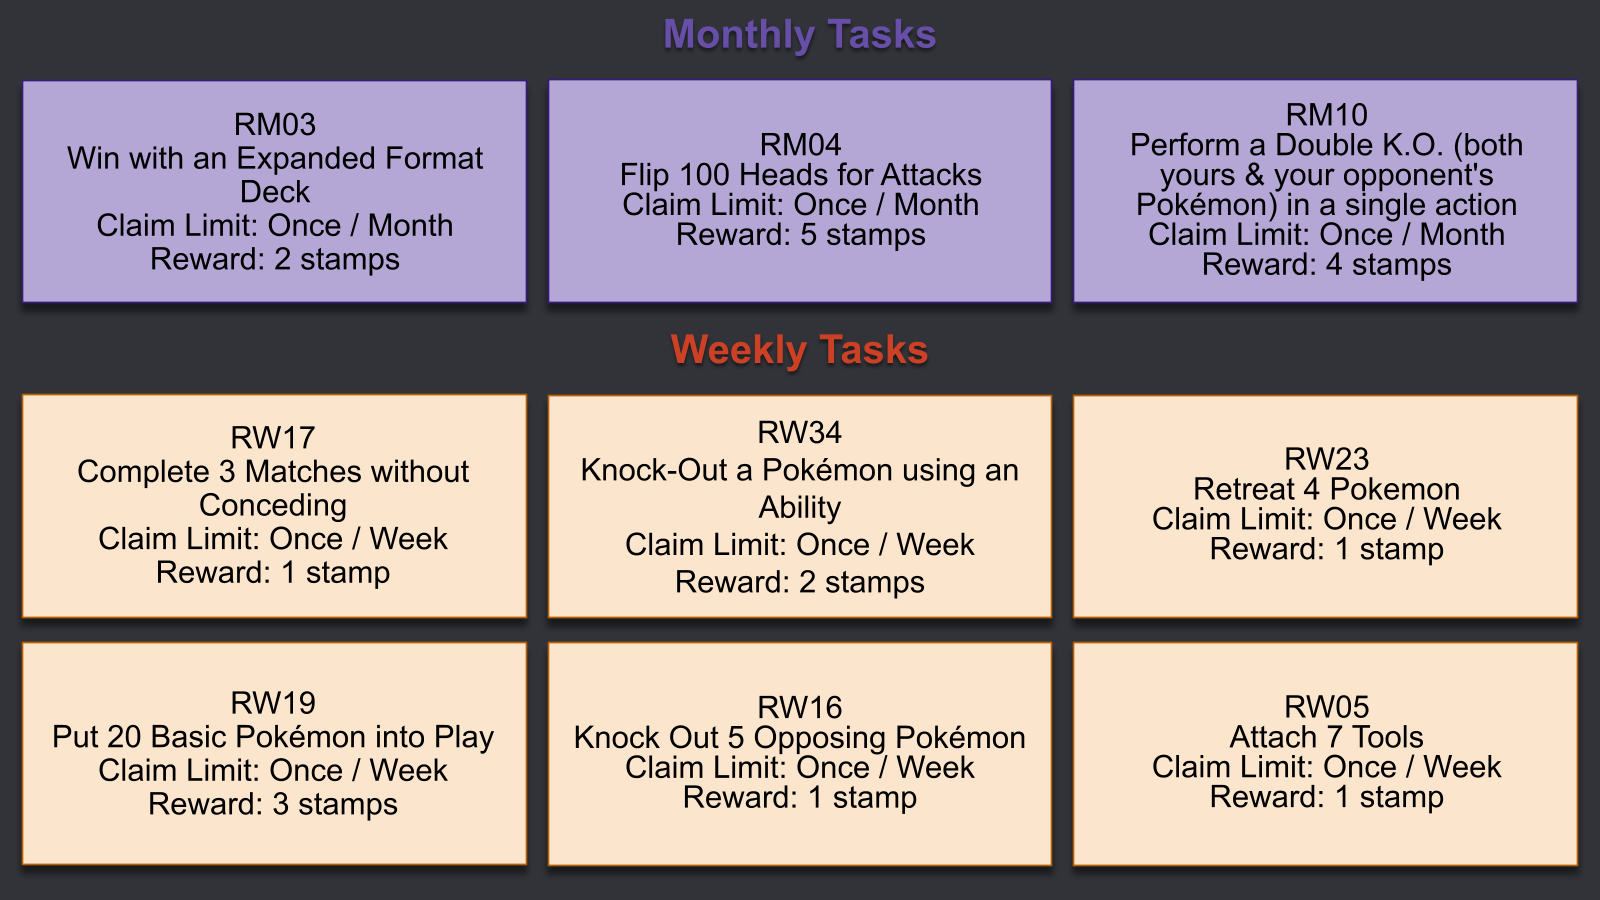 Monthly Tasks
RM03
Win with an Expanded Format
Deck
Claim Limit: Once / Month
Reward: 2 stamps
RM04
Flip 100 Heads for Attacks
Claim Limit: Once / Month
Reward: 5 stamps
RM10
Perform a Double K.O. (both
yours & your opponent's
Pokémon) in a single action
Claim Limit: Once / Month
Reward: 4 stamps
Weekly Tasks
RW17
Complete 3 Matches without
Conceding
Claim Limit: Once / Week
Reward: 1 stamp
RW34
Knock-Out a Pokémon using an
Ability
Claim Limit: Once / Week
Reward: 2 stamps
RW23
Retreat 4 Pokemon
Claim Limit: Once / Week
Reward: 1 stamp
RW19
Put 20 Basic Pokémon into Play
Claim Limit: Once / Week
Reward: 3 stamps
RW16
Knock Out 5 Opposing Pokémon
Claim Limit: Once / Week
Reward: 1 stamp
RW05
Attach 7 Tools
Claim Limit: Once / Week
Reward: 1 stamp